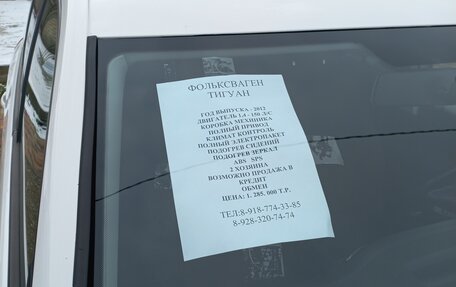 ФОЛЬКСВАГЕН
ТИГУАН
ГОД ВЫПУСКА - 2012
ДВИГАТЕЛЬ 1.4 - 150 Л/С
КОРОБКА МЕХНИКА
ПОЛНЫЙ ПРИВОД
КЛИМАТ КОНТРОЛЬ
ПОЛНЫЙ ЭЛЕКТРОПАКЕТ
ПОДОГРЕВ СИДЕНИЙ
ПОДОГРЕВ ЗЕРКАЛ
ABS SPS
2 ХОЗЯИНА
ВОЗМОЖНО ПРОДАЖА В
КРЕДИТ
ОБМЕН
ЦЕНА: 1. 285. 000 Т.Р.
ТЕЛ:8-918-774-33-85
8-928-320-74-74